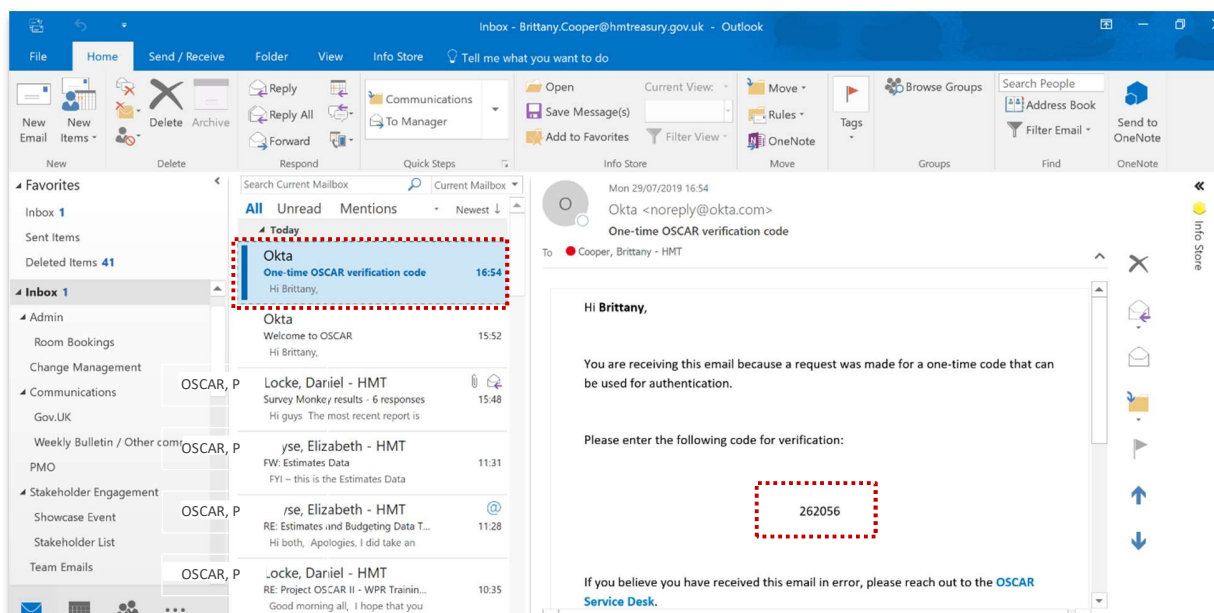 Inbox - Brittany.Cooper@hmtreasury.gov.uk - Outlook
File Home Send / Receive Folder View Info Store Tell me what you want to do
New Email
New Items
Delete
Archive
New
Delete
Reply
Reply All
Forward
Respond
Communications
To Manager
Quick Steps
Open
Save Message(s)
Add to Favorites
Current View:
Filter View
Info Store
Move
Rules
OneNote
Move
Tags
Browse Groups
Groups
Search People
Address Book
Filter Email
Find
Send to OneNote
OneNote
Favorites
Inbox 1
Sent Items
Deleted Items 41
Inbox 1
Admin
Room Bookings
Change Management
Communications
Gov.UK
Weekly Bulletin / Other
PMO
Stakeholder Engagement
Showcase Event
Stakeholder List
Team Emails
Search Current Mailbox Current Mailbox
All Unread Mentions Newest ↓
Today
Okta
One-time OSCAR verification code 16:54
Hi Brittany,
Okta
Welcome to OSCAR 15:52
Hi Brittany,
OSCAR, P Locke, Daniel - HMT
Survey Monkey results - 6 responses 15:48
Hi guys The most recent report is
OSCAR, P yse, Elizabeth - HMT
FW: Estimates Data 11:31
FYI – this is the Estimates Data
OSCAR, P yse, Elizabeth - HMT @
RE: Estimates and Budgeting Data T... 11:28
Hi both, Apologies, I did take an
OSCAR, P Locke, Daniel - HMT
RE: Project OSCAR II - WPR Trainin... 10:35
Good morning all, I hope that you
O
Mon 29/07/2019 16:54
Okta <noreply@okta.com>
One-time OSCAR verification code
To Cooper, Brittany - HMT
Hi Brittany,
You are receiving this email because a request was made for a one-time code that can
be used for authentication.
Please enter the following code for verification:
262056
If you believe you have received this email in error, please reach out to the OSCAR
Service Desk.
Info Store